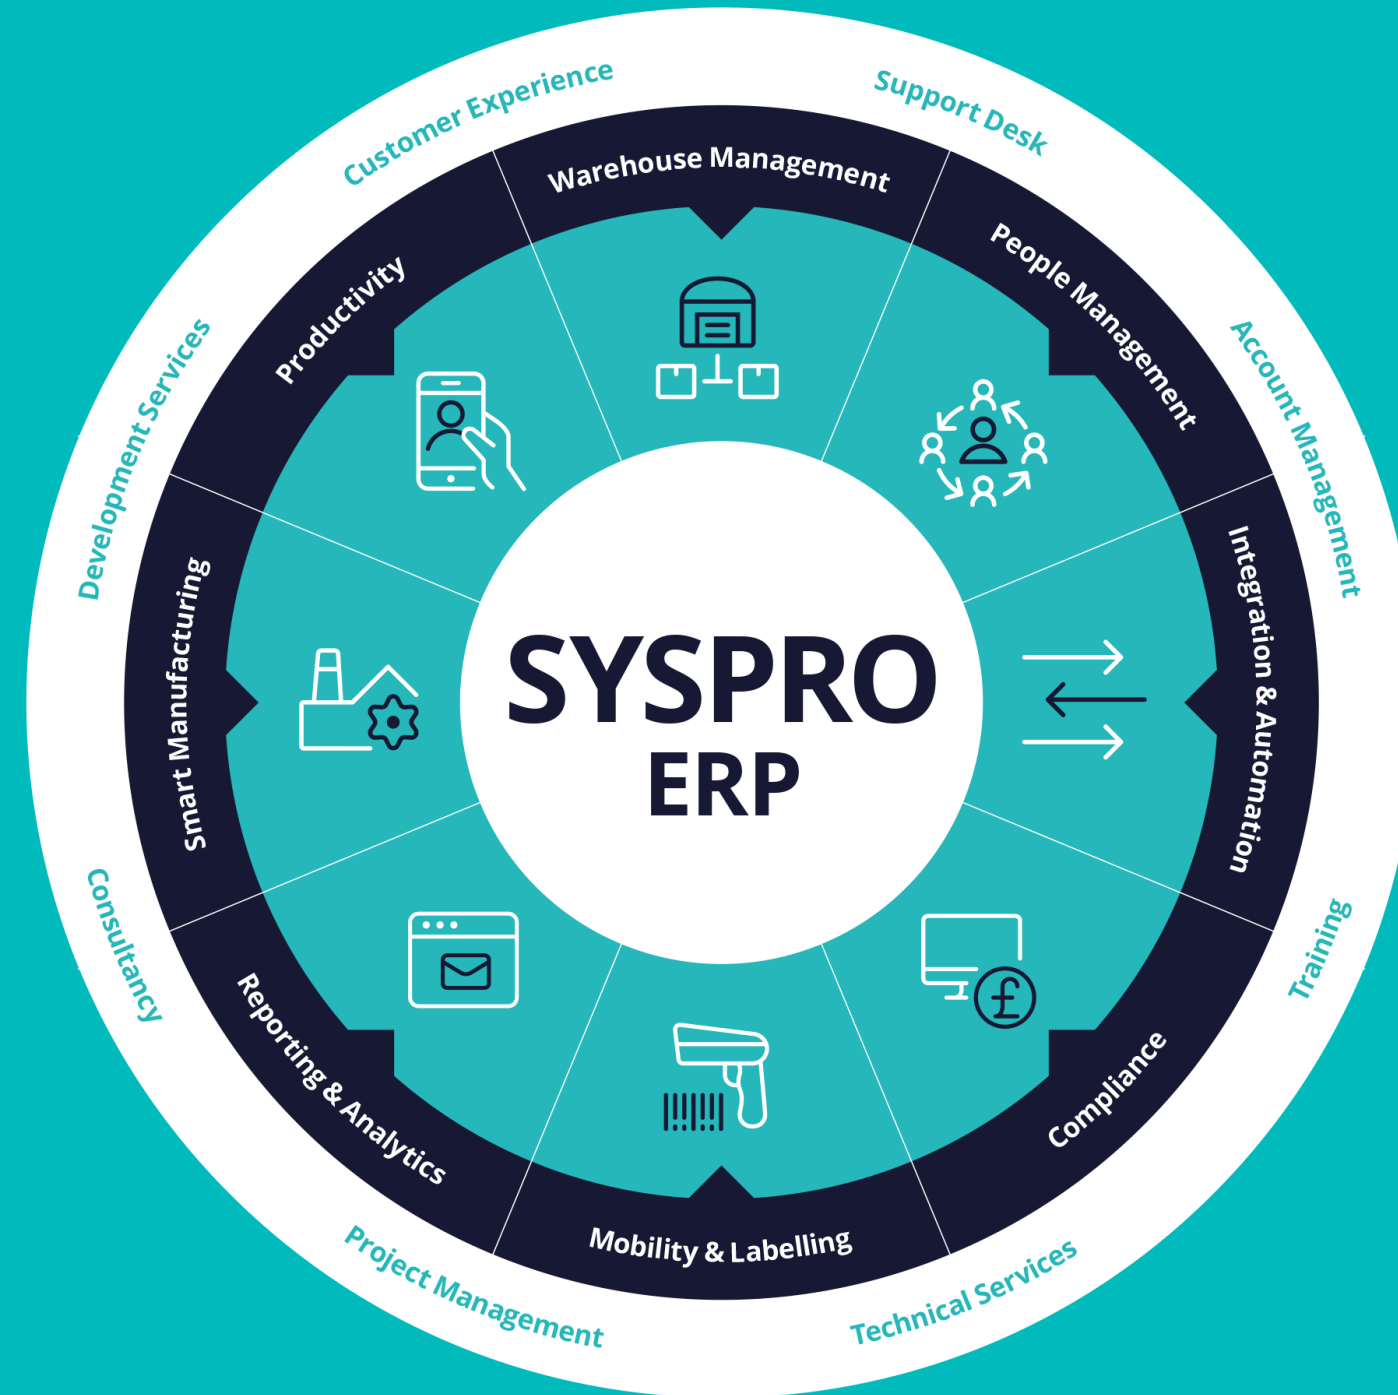 Customer Experience
Support Desk
Account Management
Training
Technical Services
Project Management
Consultancy
Development Services
Warehouse Management
People Management
Integration & Automation
Compliance
Mobility & Labelling
Reporting & Analytics
Smart Manufacturing
Productivity
£
SYSPRO
ERP